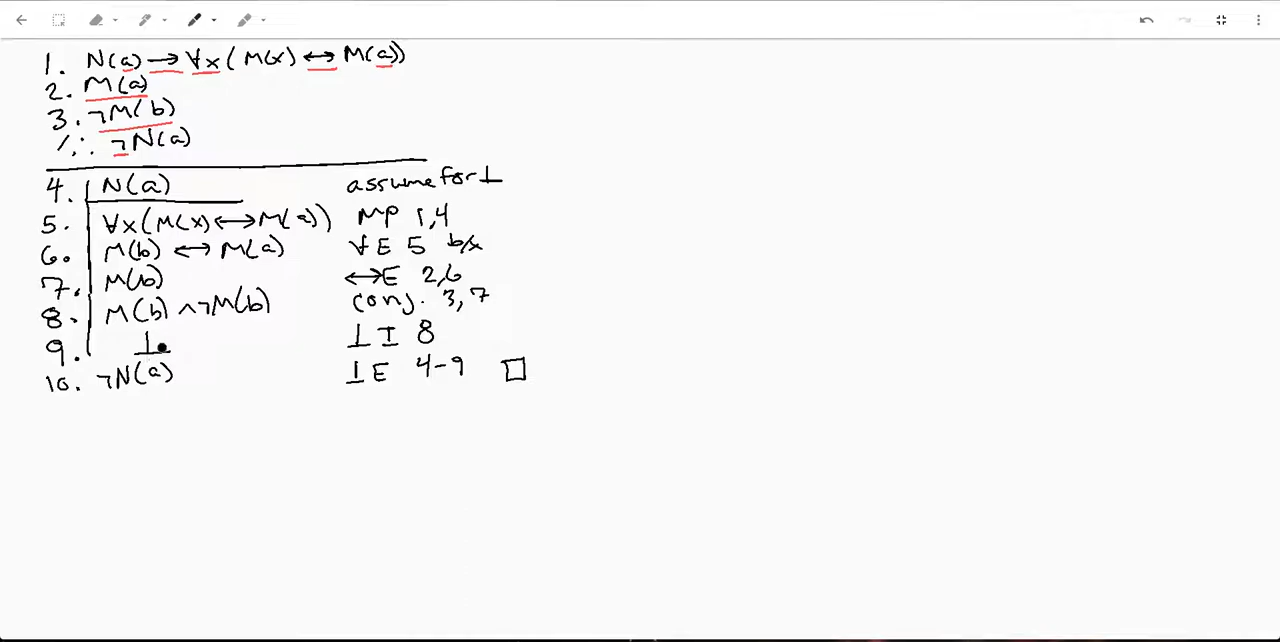 1. N(a) → ∀x(M(x) ↔ M(a))
2. M(a)
3. ¬M(b)
/∴ ¬N(a)
4. N(a) assume for ⊥
5. ∀x(M(x) ↔ M(a)) MP 1,4
6. M(b) ↔ M(a) ∀E 5 b/x
7. M(b) ↔E 2,6
8. M(b) ∧ ¬M(b) conj. 3,7
9. ⊥ ⊥I 8
10. ¬N(a) ⊥E 4-9 □